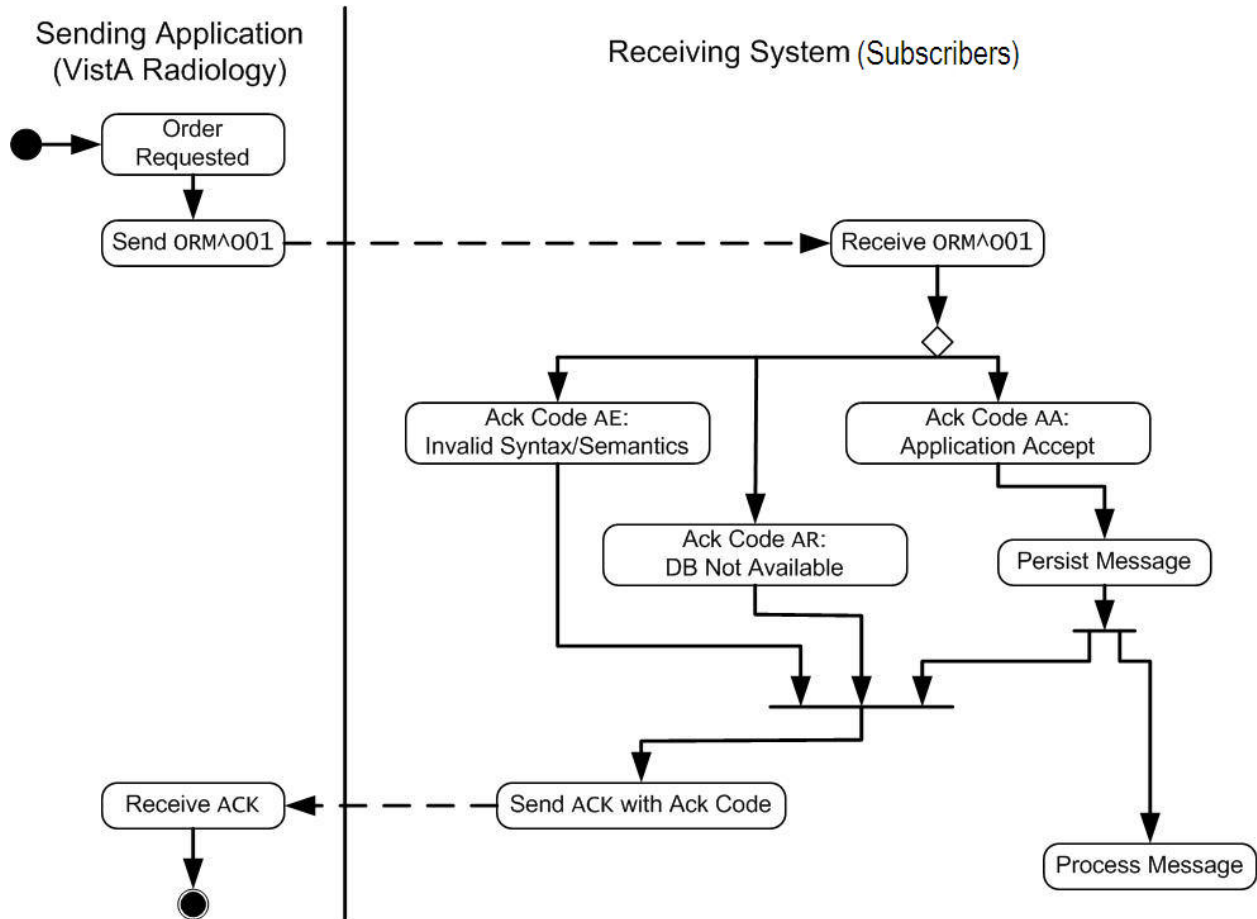 Sending Application
(VistA Radiology)
Receiving System (Subscribers)
Order
Requested
Send ORM^O01
Receive ORM^O01
Ack Code AE:
Invalid Syntax/Semantics
Ack Code AA:
Application Accept
Ack Code AR:
DB Not Available
Persist Message
Receive ACK
Send ACK with Ack Code
Process Message